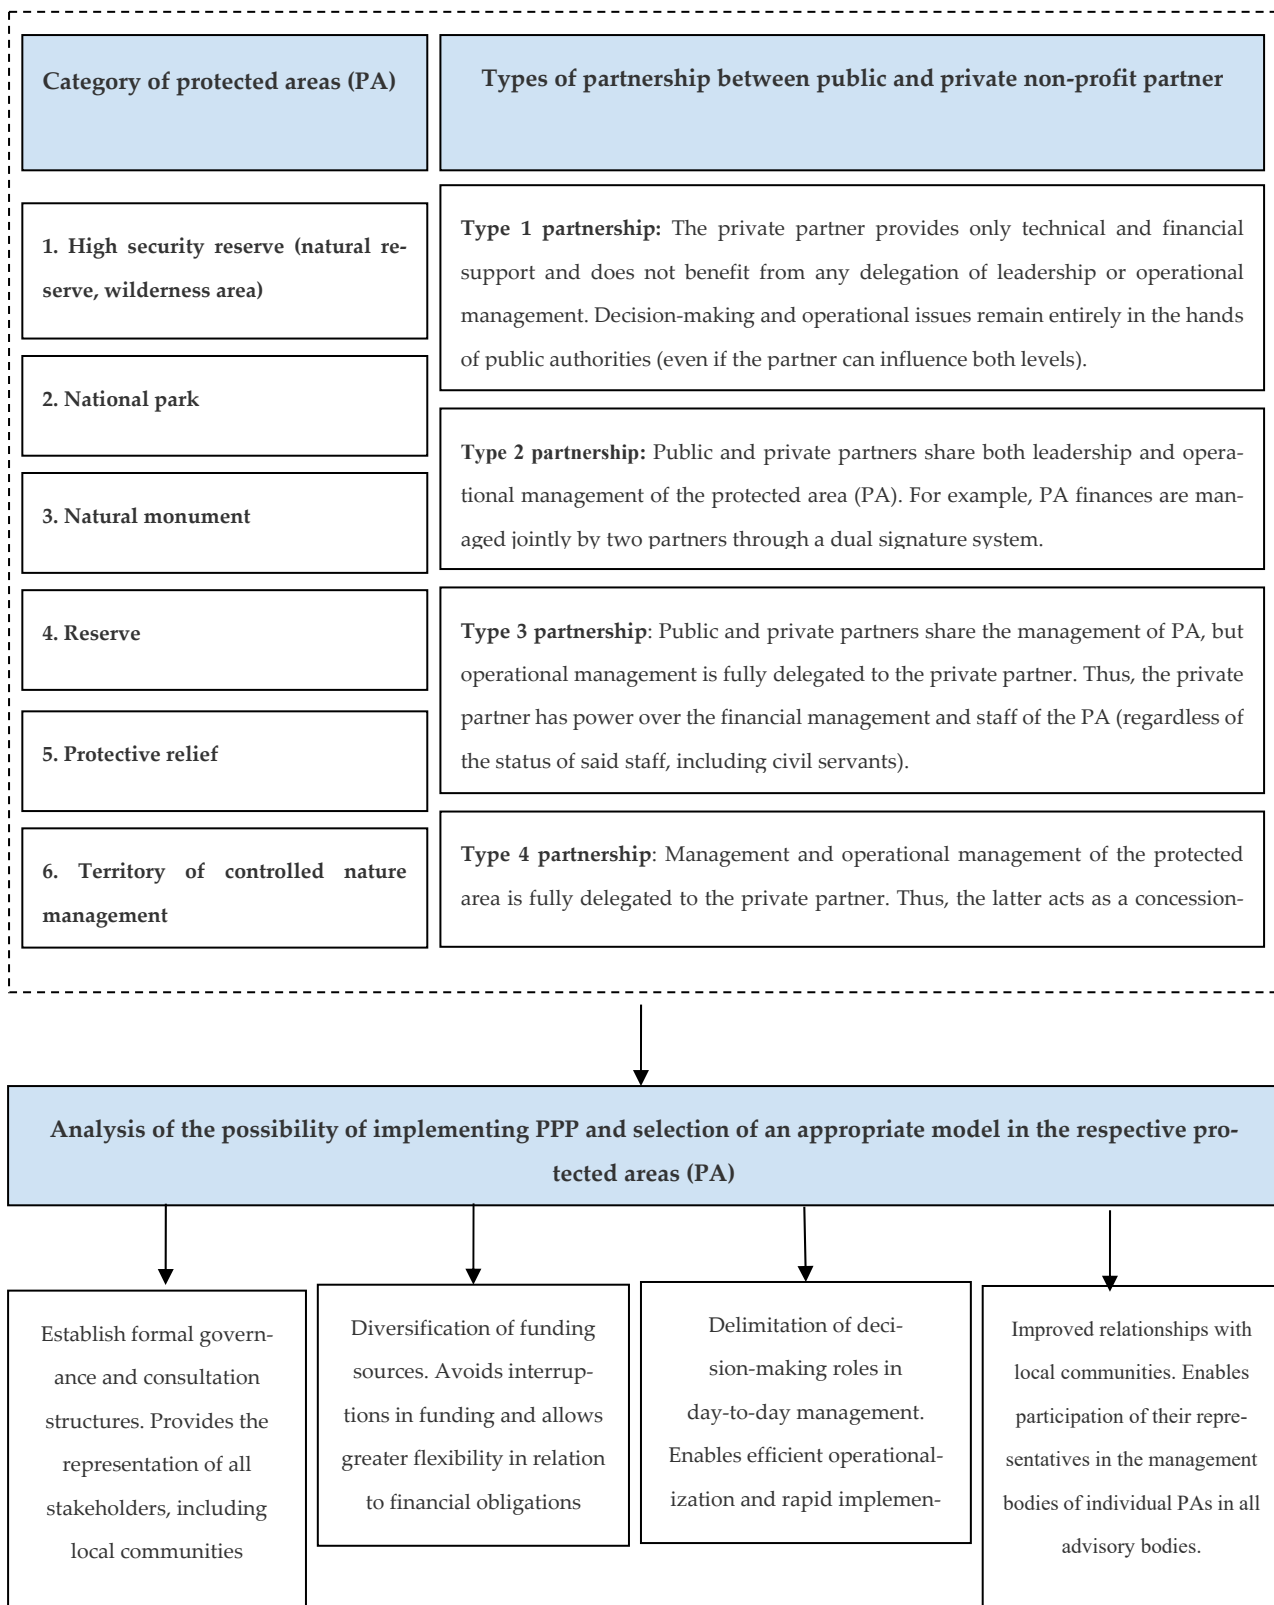 Category of protected areas (PA)
Types of partnership between public and private non-profit partner
1. High security reserve (natural re-
serve, wilderness area)
2. National park
3. Natural monument
4. Reserve
5. Protective relief
6. Territory of controlled nature
management
Type 1 partnership: The private partner provides only technical and financial
support and does not benefit from any delegation of leadership or operational
management. Decision-making and operational issues remain entirely in the hands
of public authorities (even if the partner can influence both levels).
Type 2 partnership: Public and private partners share both leadership and opera-
tional management of the protected area (PA). For example, PA finances are man-
aged jointly by two partners through a dual signature system.
Type 3 partnership: Public and private partners share the management of PA, but
operational management is fully delegated to the private partner. Thus, the private
partner has power over the financial management and staff of the PA (regardless of
the status of said staff, including civil servants).
Type 4 partnership: Management and operational management of the protected
area is fully delegated to the private partner. Thus, the latter acts as a concession-
Analysis of the possibility of implementing PPP and selection of an appropriate model in the respective pro-
tected areas (PA)
Establish formal govern-
ance and consultation
structures. Provides the
representation of all
stakeholders, including
local communities
Diversification of funding
sources. Avoids interrup-
tions in funding and allows
greater flexibility in relation
to financial obligations
Delimitation of deci-
sion-making roles in
day-to-day management.
Enables efficient operational-
ization and rapid implemen-
Improved relationships with
local communities. Enables
participation of their repre-
sentatives in the management
bodies of individual PAs in all
advisory bodies.